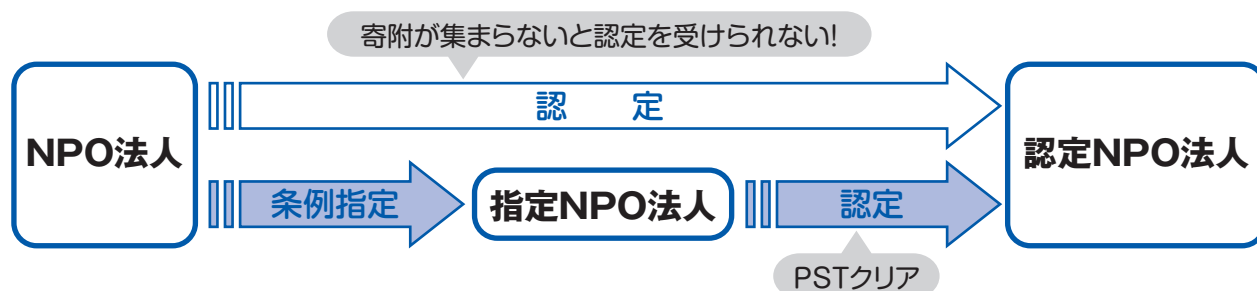 寄附が集まらないと認定を受けられない!
NPO法人
認 定
認定NPO法人
条例指定
指定NPO法人
認定
PSTクリア